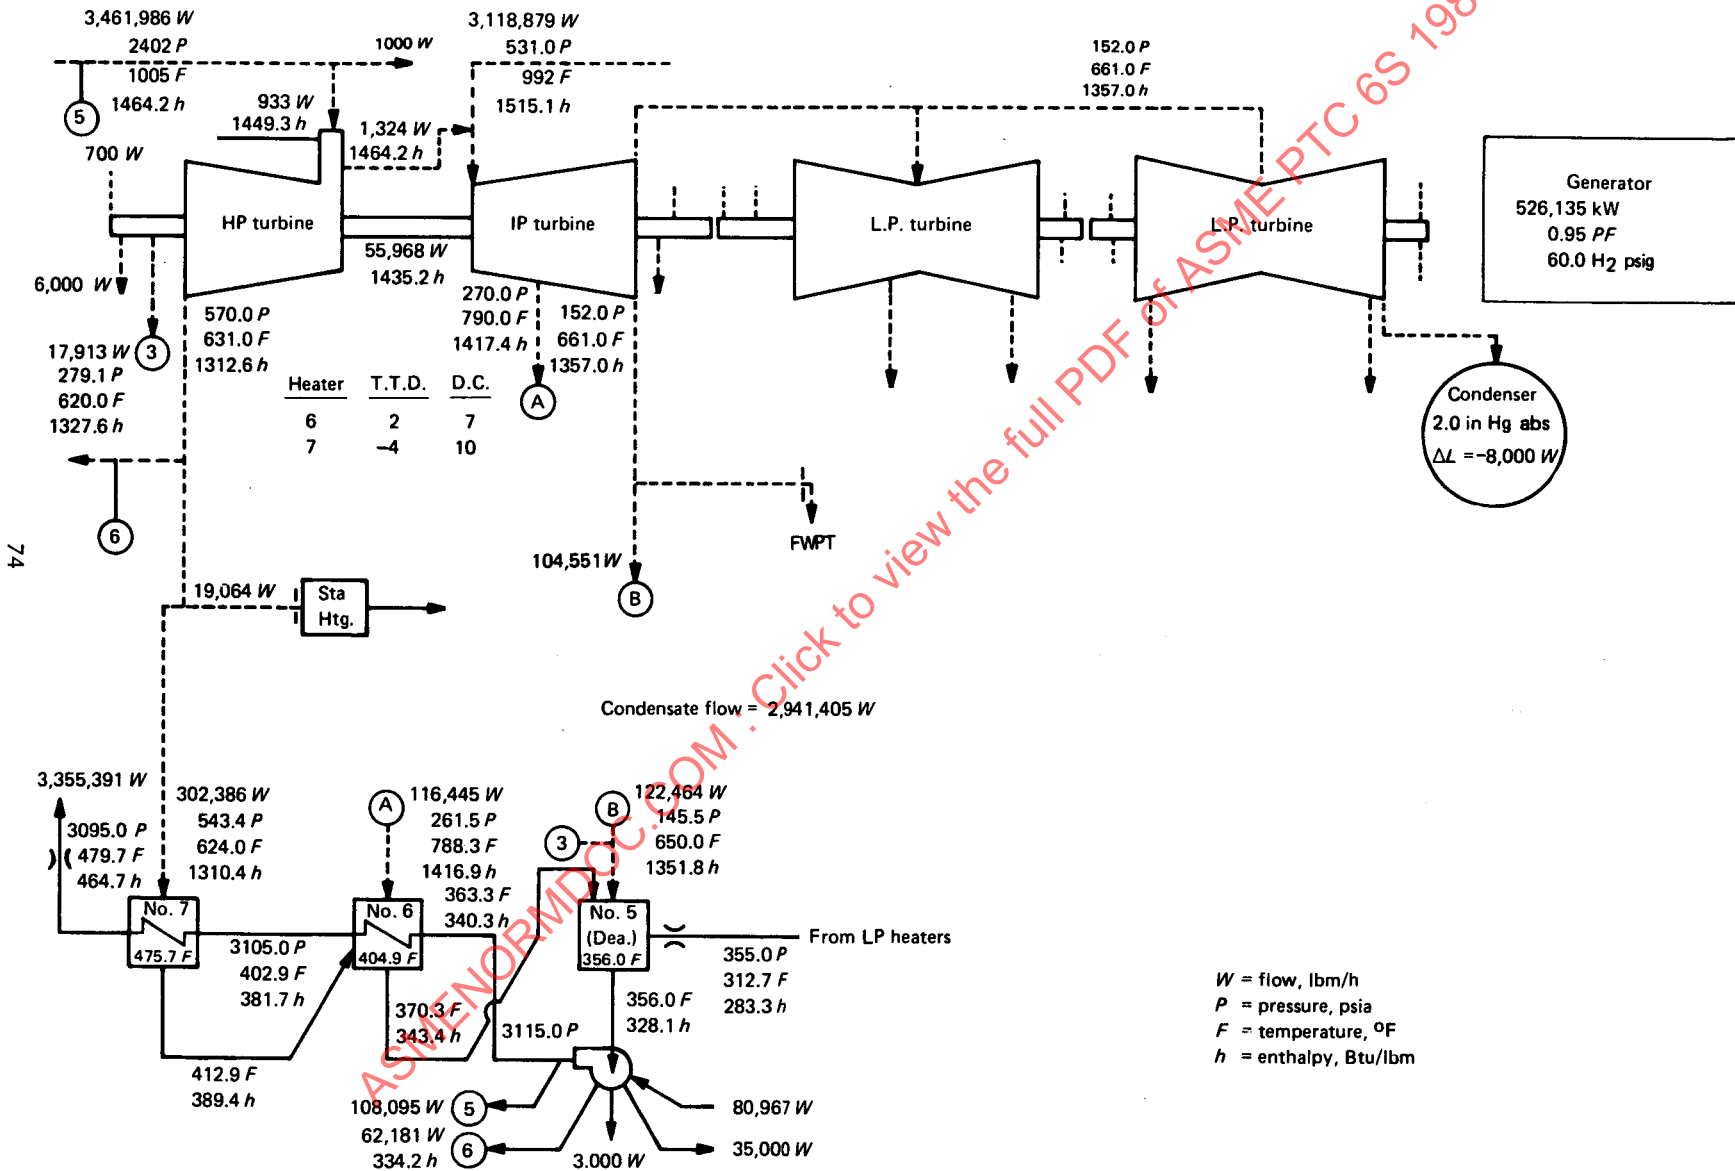 3,461,986 W
2402 P
1005 F
1464.2 h
5
1000 W
3,118,879 W
531.0 P
992 F
1515.1 h
152.0 P
661.0 F
1357.0 h
933 W
1449.3 h
1,324 W
1464.2 h
700 W
HP turbine
IP turbine
L.P. turbine
L.P. turbine
Generator
526,135 kW
0.95 PF
60.0 H2 psig
55,968 W
1435.2 h
6,000 W
3
17,913 W
279.1 P
620.0 F
1327.6 h
570.0 P
631.0 F
1312.6 h
270.0 P
790.0 F
1417.4 h
152.0 P
661.0 F
1357.0 h
Heater T.T.D. D.C.
6 2 7
7 −4 10
A
Condenser
2.0 in Hg abs
ΔL = −8,000 W
6
FWPT
104,551 W
B
19,064 W
Sta
Htg.
74
Condensate flow = 2,941,405 W
3,355,391 W
3095.0 P
479.7 F
464.7 h
302,386 W
543.4 P
624.0 F
1310.4 h
A
116,445 W
261.5 P
788.3 F
1416.9 h
363.3 F
340.3 h
B
122,464 W
145.5 P
650.0 F
1351.8 h
3
No. 7
475.7 F
3105.0 P
402.9 F
381.7 h
No. 6
404.9 F
No. 5
(Dea.)
356.0 F
From LP heaters
355.0 P
312.7 F
283.3 h
370.3 F
343.4 h
3115.0 P
356.0 F
328.1 h
412.9 F
389.4 h
108,095 W
5
62,181 W
334.2 h
6
3.000 W
80,967 W
35,000 W
W = flow, lbm/h
P = pressure, psia
F = temperature, °F
h = enthalpy, Btu/lbm
ASMENORMDOC.COM : Click to view the full PDF of ASME PTC 6S 198